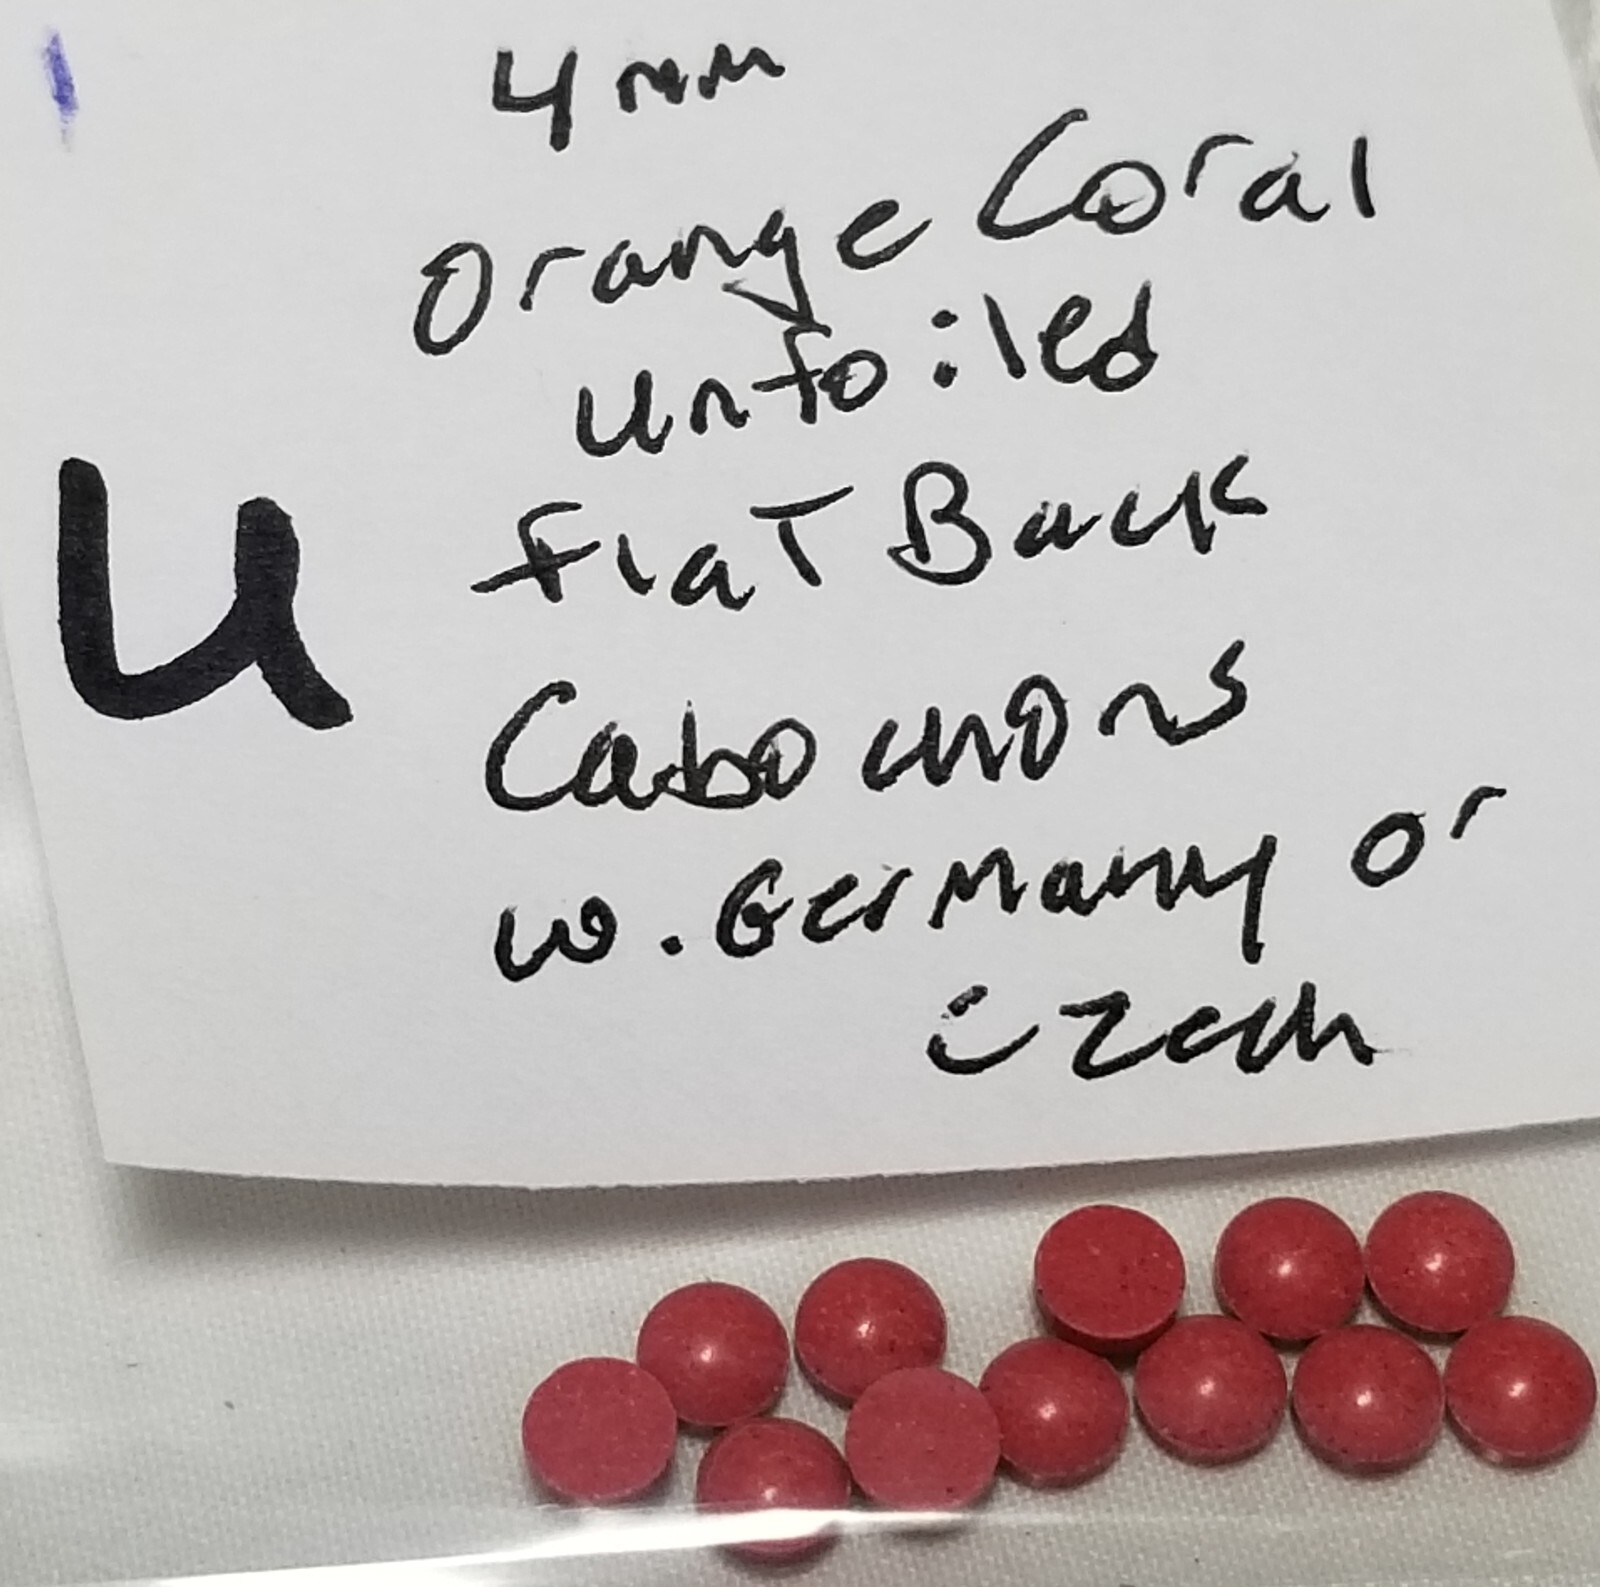 4mm
Orange Coral
Unfoiled
U
Flat Back
Cabochons
W. Germany or
Czech